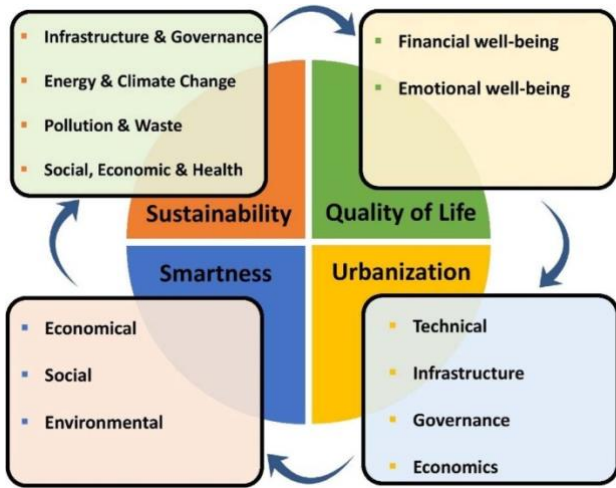 Infrastructure & Governance
Energy & Climate Change
Pollution & Waste
Social, Economic & Health
Financial well-being
Emotional well-being
Sustainability
Quality of Life
Smartness
Urbanization
Economical
Social
Environmental
Technical
Infrastructure
Governance
Economics